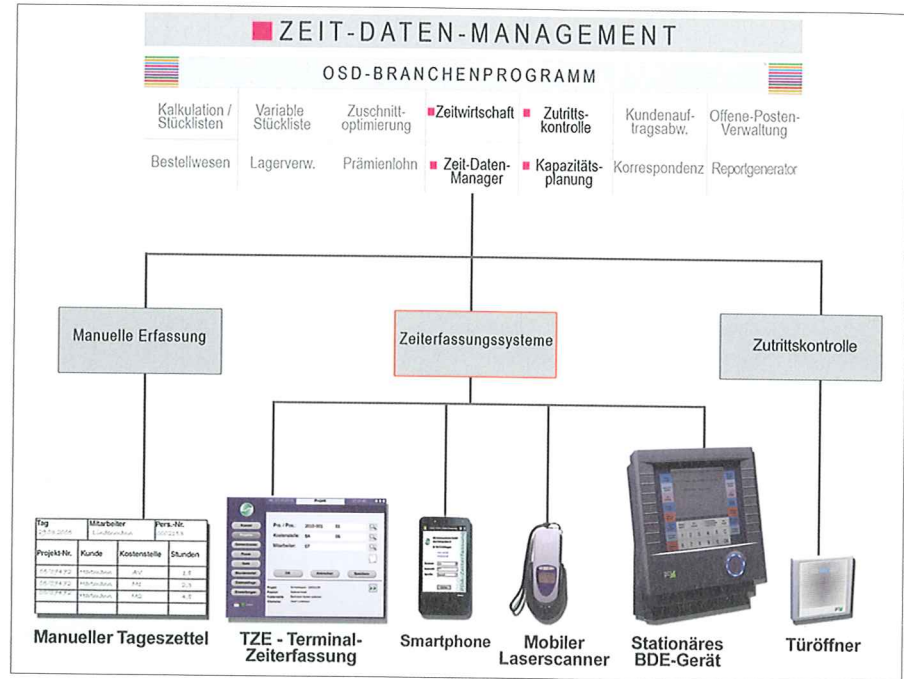 ZEIT-DATEN-MANAGEMENT
OSD-BRANCHENPROGRAMM
Kalkulation / Stücklisten
Variable Stückliste
Zuschnitt-
optimierung
Zeitwirtschaft
Zutritts-
kontrolle
Kundenauf-
tragsabw.
Offene-Posten-
Verwaltung
Bestellwesen
Lagerverw.
Prämienlohn
Zeit-Daten-
Manager
Kapazitäts-
planung
Korrespondenz
Reportgenerator
Manuelle Erfassung
Zeiterfassungssysteme
Zutrittskontrolle
Tag
Mitarbeiter
Pers.-Nr.
Projekt-Nr.
Kunde
Kostenstelle
Stunden
Manueller Tageszettel
Projekt
Pro. / Pos.:
Kostenstelle
Mitarbeiter
TZE - Terminal-
Zeiterfassung
Smartphone
Mobiler
Laserscanner
Stationäres
BDE-Gerät
Türöffner